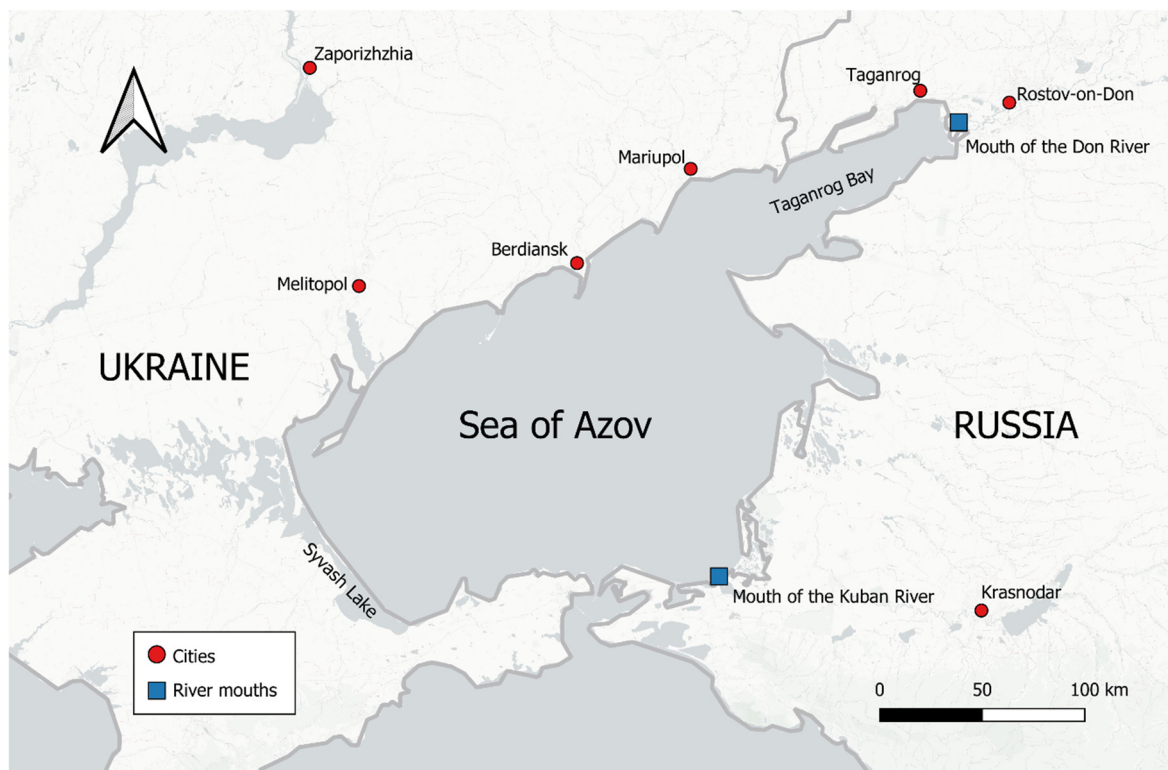 Zaporizhzhia
Taganrog
Rostov-on-Don
Mouth of the Don River
Mariupol
Taganrog Bay
Berdiansk
Melitopol
UKRAINE
Sea of Azov
RUSSIA
Syvash Lake
Mouth of the Kuban River
Krasnodar
Cities
River mouths
0 50 100 km